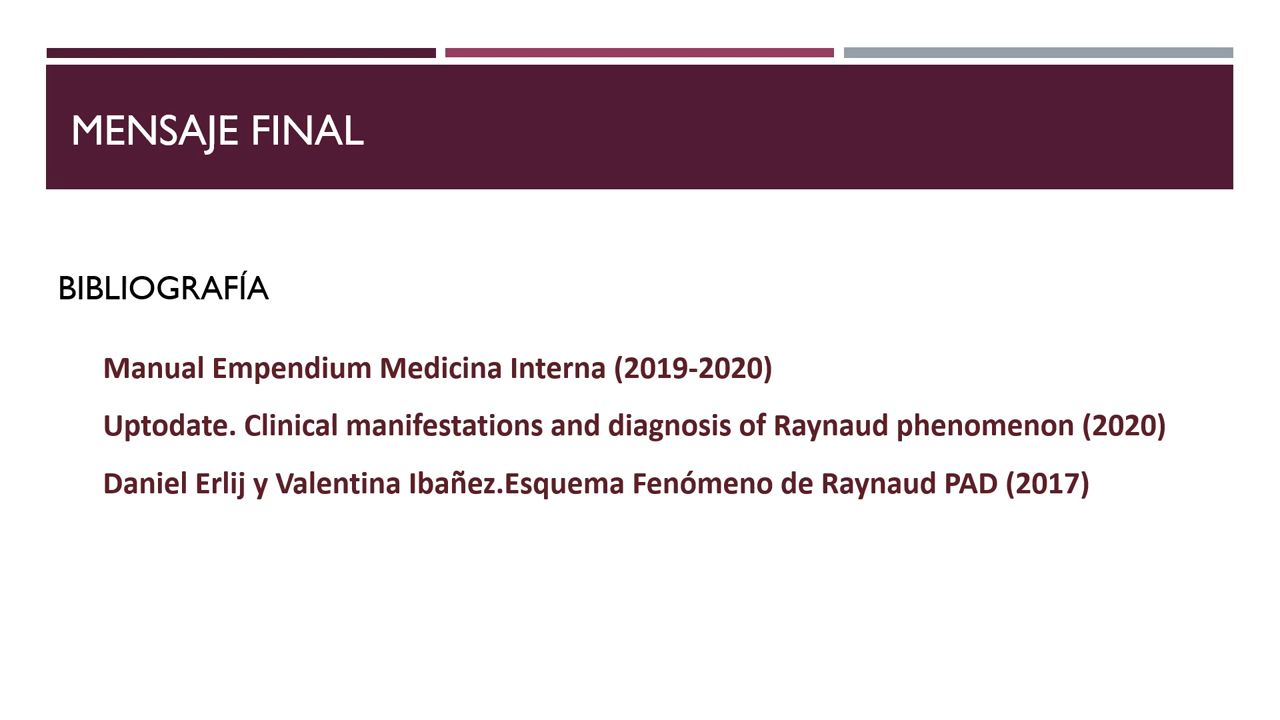 MENSAJE FINAL
BIBLIOGRAFÍA
Manual Empendium Medicina Interna (2019-2020)
Uptodate. Clinical manifestations and diagnosis of Raynaud phenomenon (2020)
Daniel Erlij y Valentina Ibañez.Esquema Fenómeno de Raynaud PAD (2017)